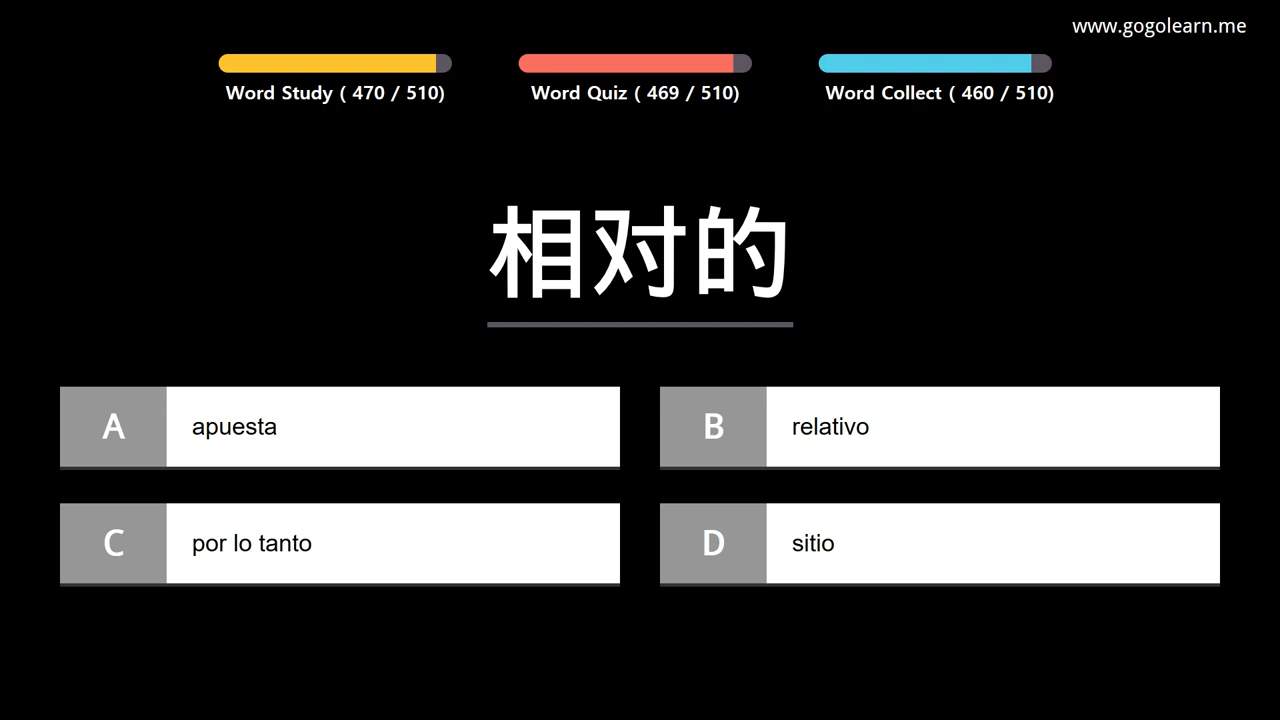 www.gogolearn.me
Word Study ( 470 / 510)
Word Quiz ( 469 / 510)
Word Collect ( 460 / 510)
相对的
A apuesta
B relativo
C por lo tanto
D sitio